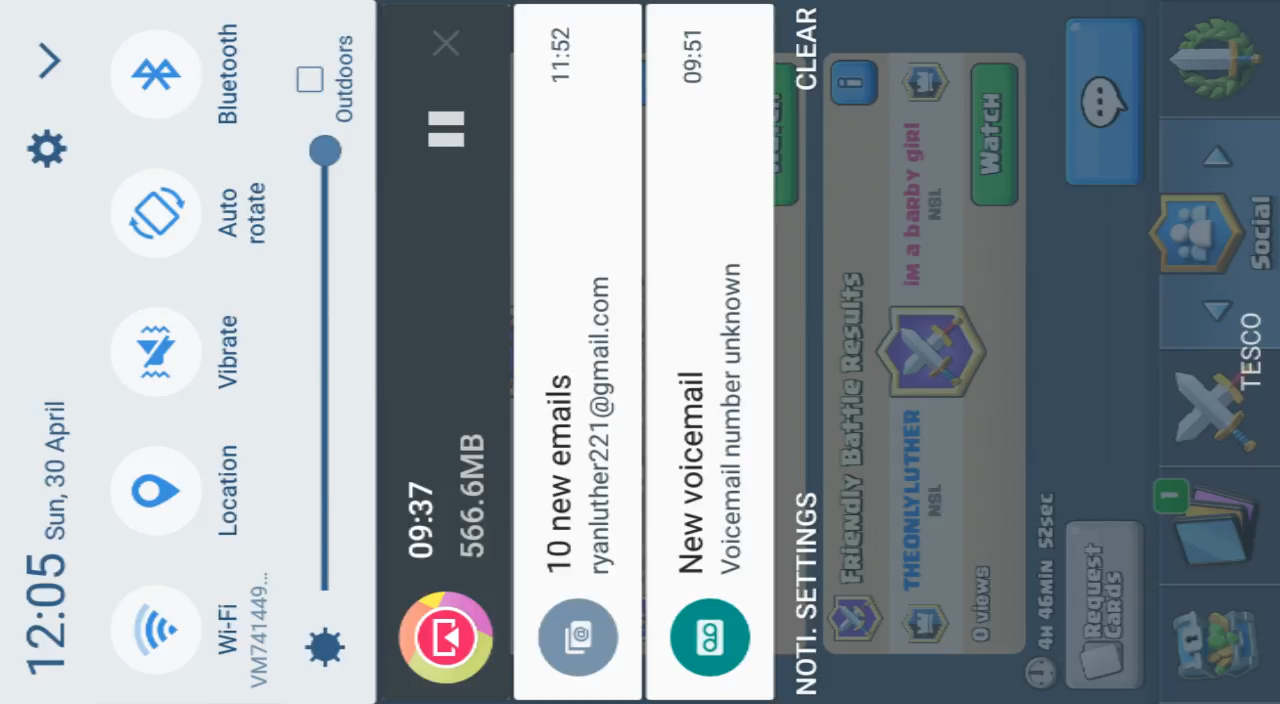 12:05 Sun, 30 April
Wi-Fi
VM741449...
Location
Vibrate
Auto
rotate
Bluetooth
Outdoors
09:37
566.6MB
10 new emails 11:52
ryanluther221@gmail.com
New voicemail 09:51
Voicemail number unknown
NOTI. SETTINGS CLEAR
Friendly Battle Results
THEONLYLUTHER
NSL
im a barby girl
NSL
0 views
Watch
4H 46min 52sec
Request
Cards
1
Social
TESCO